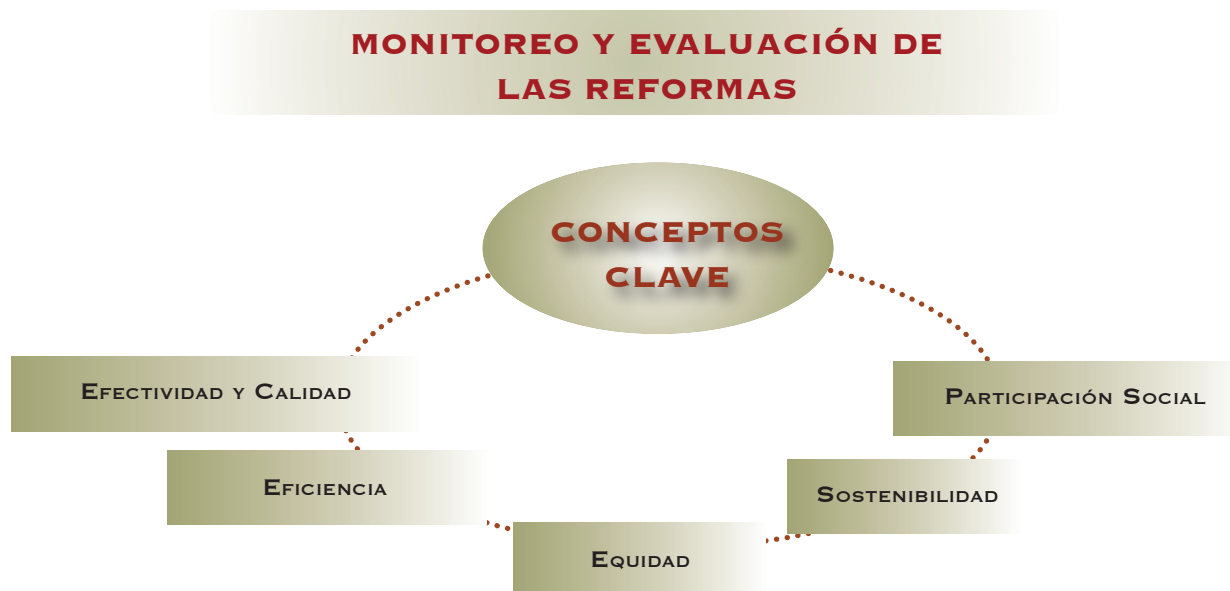 MONITOREO Y EVALUACIÓN DE
LAS REFORMAS
CONCEPTOS
CLAVE
EFECTIVIDAD Y CALIDAD
PARTICIPACIÓN SOCIAL
EFICIENCIA
SOSTENIBILIDAD
EQUIDAD